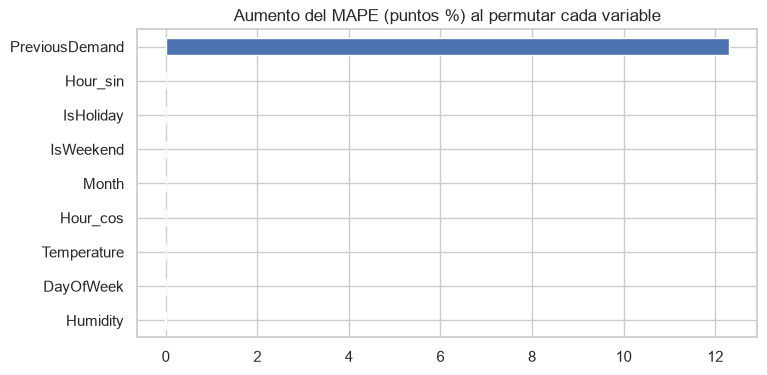 Aumento del MAPE (puntos %) al permutar cada variable
PreviousDemand
Hour_sin
IsHoliday
IsWeekend
Month
Hour_cos
Temperature
DayOfWeek
Humidity
0 2 4 6 8 10 12